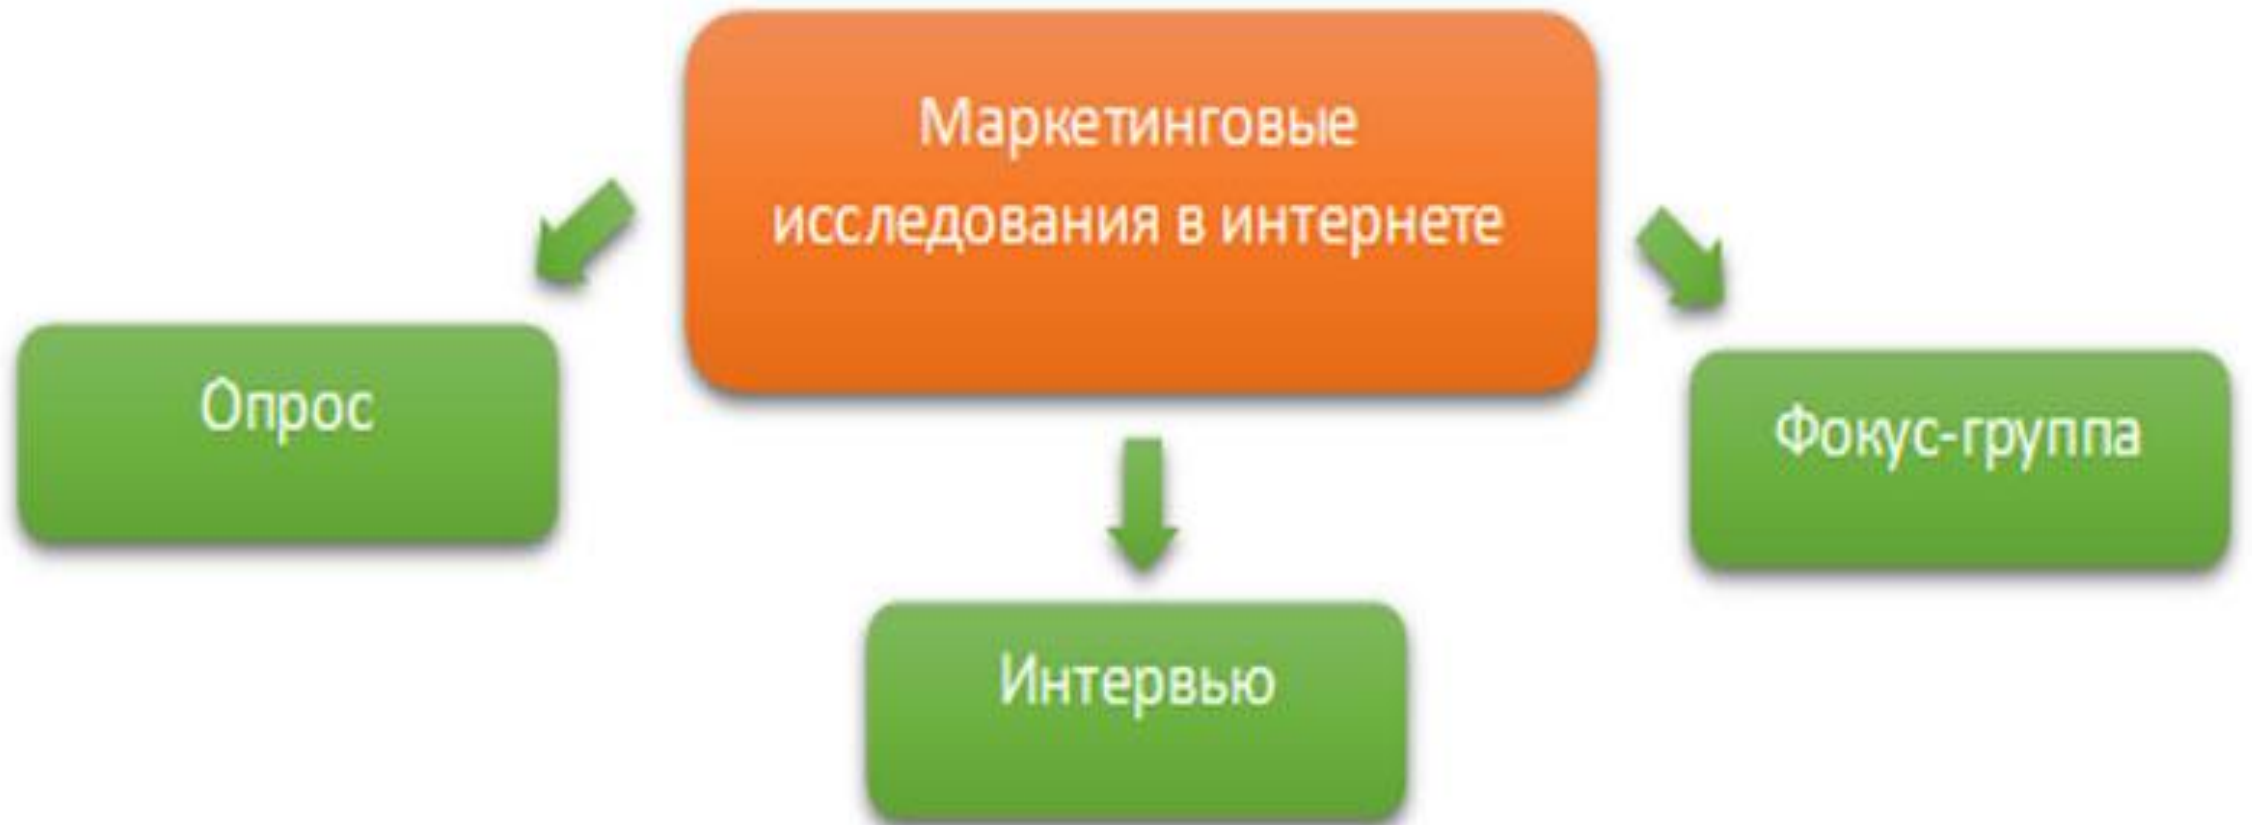 Маркетинговые
исследования в интернете
Опрос
Фокус-группа
Интервью